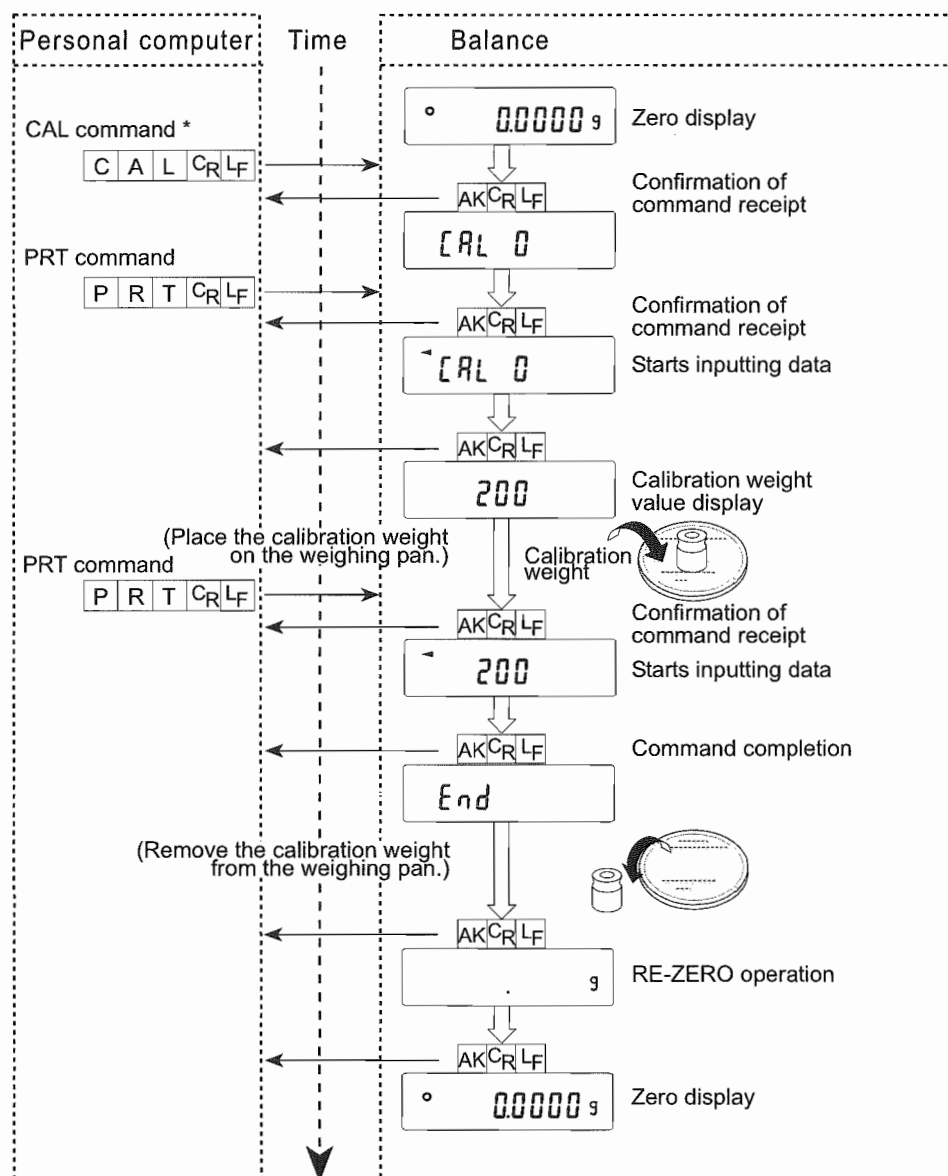 Personal computer Time Balance
0.0000 g Zero display
CAL command *
C A L CR LF
AK CR LF Confirmation of
command receipt
CAL 0
PRT command
P R T CR LF
AK CR LF Confirmation of
command receipt
CAL 0 Starts inputting data
AK CR LF
200 Calibration weight
value display
(Place the calibration weight
on the weighing pan.)
Calibration
weight
PRT command
P R T CR LF
AK CR LF Confirmation of
command receipt
200 Starts inputting data
AK CR LF Command completion
End
(Remove the calibration weight
from the weighing pan.)
AK CR LF
. g RE-ZERO operation
AK CR LF
0.0000 g Zero display